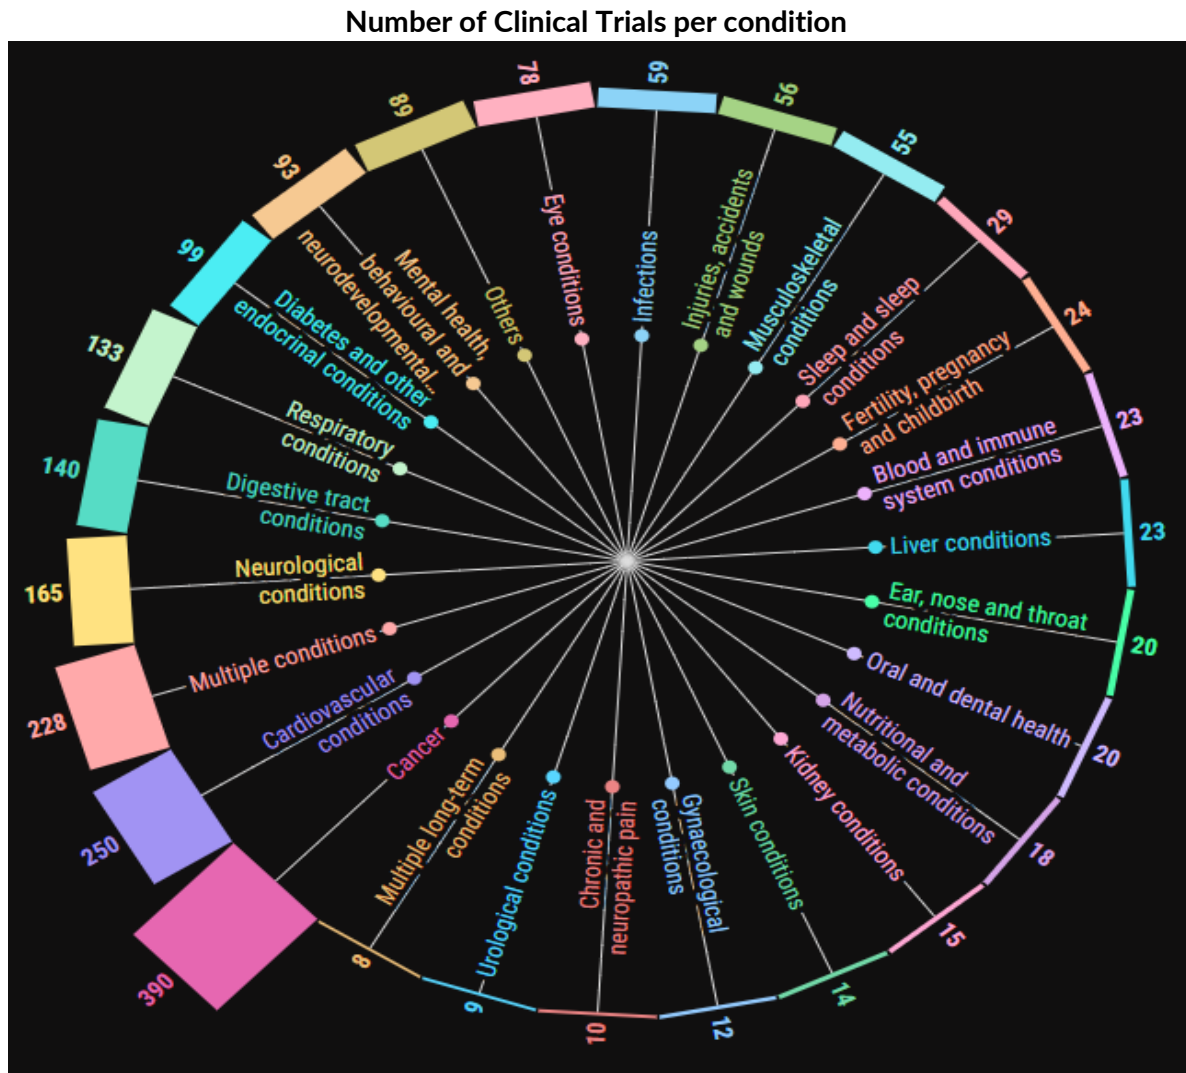 Number of Clinical Trials per condition
78
Eye conditions
59
Infections
56
Injuries, accidents
and wounds
55
Musculoskeletal
conditions
29
Sleep and sleep
conditions
24
Fertility, pregnancy
and childbirth
23
Blood and immune
system conditions
23
Liver conditions
20
Ear, nose and throat
conditions
20
Oral and dental health
18
Nutritional and
metabolic conditions
15
Kidney conditions
14
Skin conditions
12
Gynaecological
conditions
10
Chronic and
neuropathic pain
9
Urological conditions
8
Multiple long-term
conditions
390
Cancer
250
Cardiovascular
conditions
228
Multiple conditions
165
Neurological
conditions
140
Digestive tract
conditions
133
Respiratory
conditions
99
Diabetes and other
endocrinal conditions
93
Mental health,
behavioural and
neurodevelopmental...
89
Others